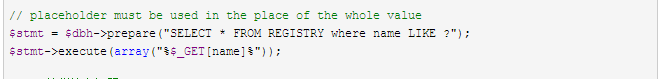 // placeholder must be used in the place of the whole value
$stmt = $dbh->prepare("SELECT * FROM REGISTRY where name LIKE ?");
$stmt->execute(array("%$_GET[name]%"));